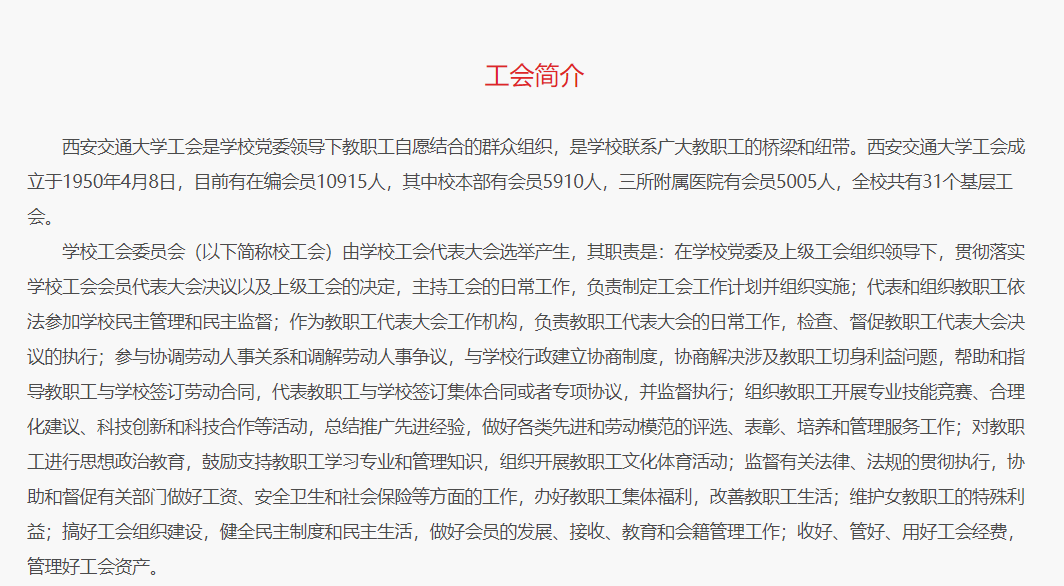 工会简介
西安交通大学工会是学校党委领导下教职工自愿结合的群众组织，是学校联系广大教职工的桥梁和纽带。西安交通大学工会成
立于1950年4月8日，目前有在编会员10915人，其中校本部有会员5910人，三所附属医院有会员5005人，全校共有31个基层工
会。
学校工会委员会（以下简称校工会）由学校工会代表大会选举产生，其职责是：在学校党委及上级工会组织领导下，贯彻落实
学校工会会员代表大会决议以及上级工会的决定，主持工会的日常工作，负责制定工会工作计划并组织实施；代表和组织教职工依
法参加学校民主管理和民主监督；作为教职工代表大会工作机构，负责教职工代表大会的日常工作，检查、督促教职工代表大会决
议的执行；参与协调劳动人事关系和调解劳动人事争议，与学校行政建立协商制度，协商解决涉及教职工切身利益问题，帮助和指
导教职工与学校签订劳动合同，代表教职工与学校签订集体合同或者专项协议，并监督执行；组织教职工开展专业技能竞赛、合理
化建议、科技创新和科技合作等活动，总结推广先进经验，做好各类先进和劳动模范的评选、表彰、培养和管理服务工作；对教职
工进行思想政治教育，鼓励支持教职工学习专业和管理知识，组织开展教职工文化体育活动；监督有关法律、法规的贯彻执行，协
助和督促有关部门做好工资、安全卫生和社会保险等方面的工作，办好教职工集体福利，改善教职工生活；维护女教职工的特殊利
益；搞好工会组织建设，健全民主制度和民主生活，做好会员的发展、接收、教育和会籍管理工作；收好、管好、用好工会经费，
管理好工会资产。